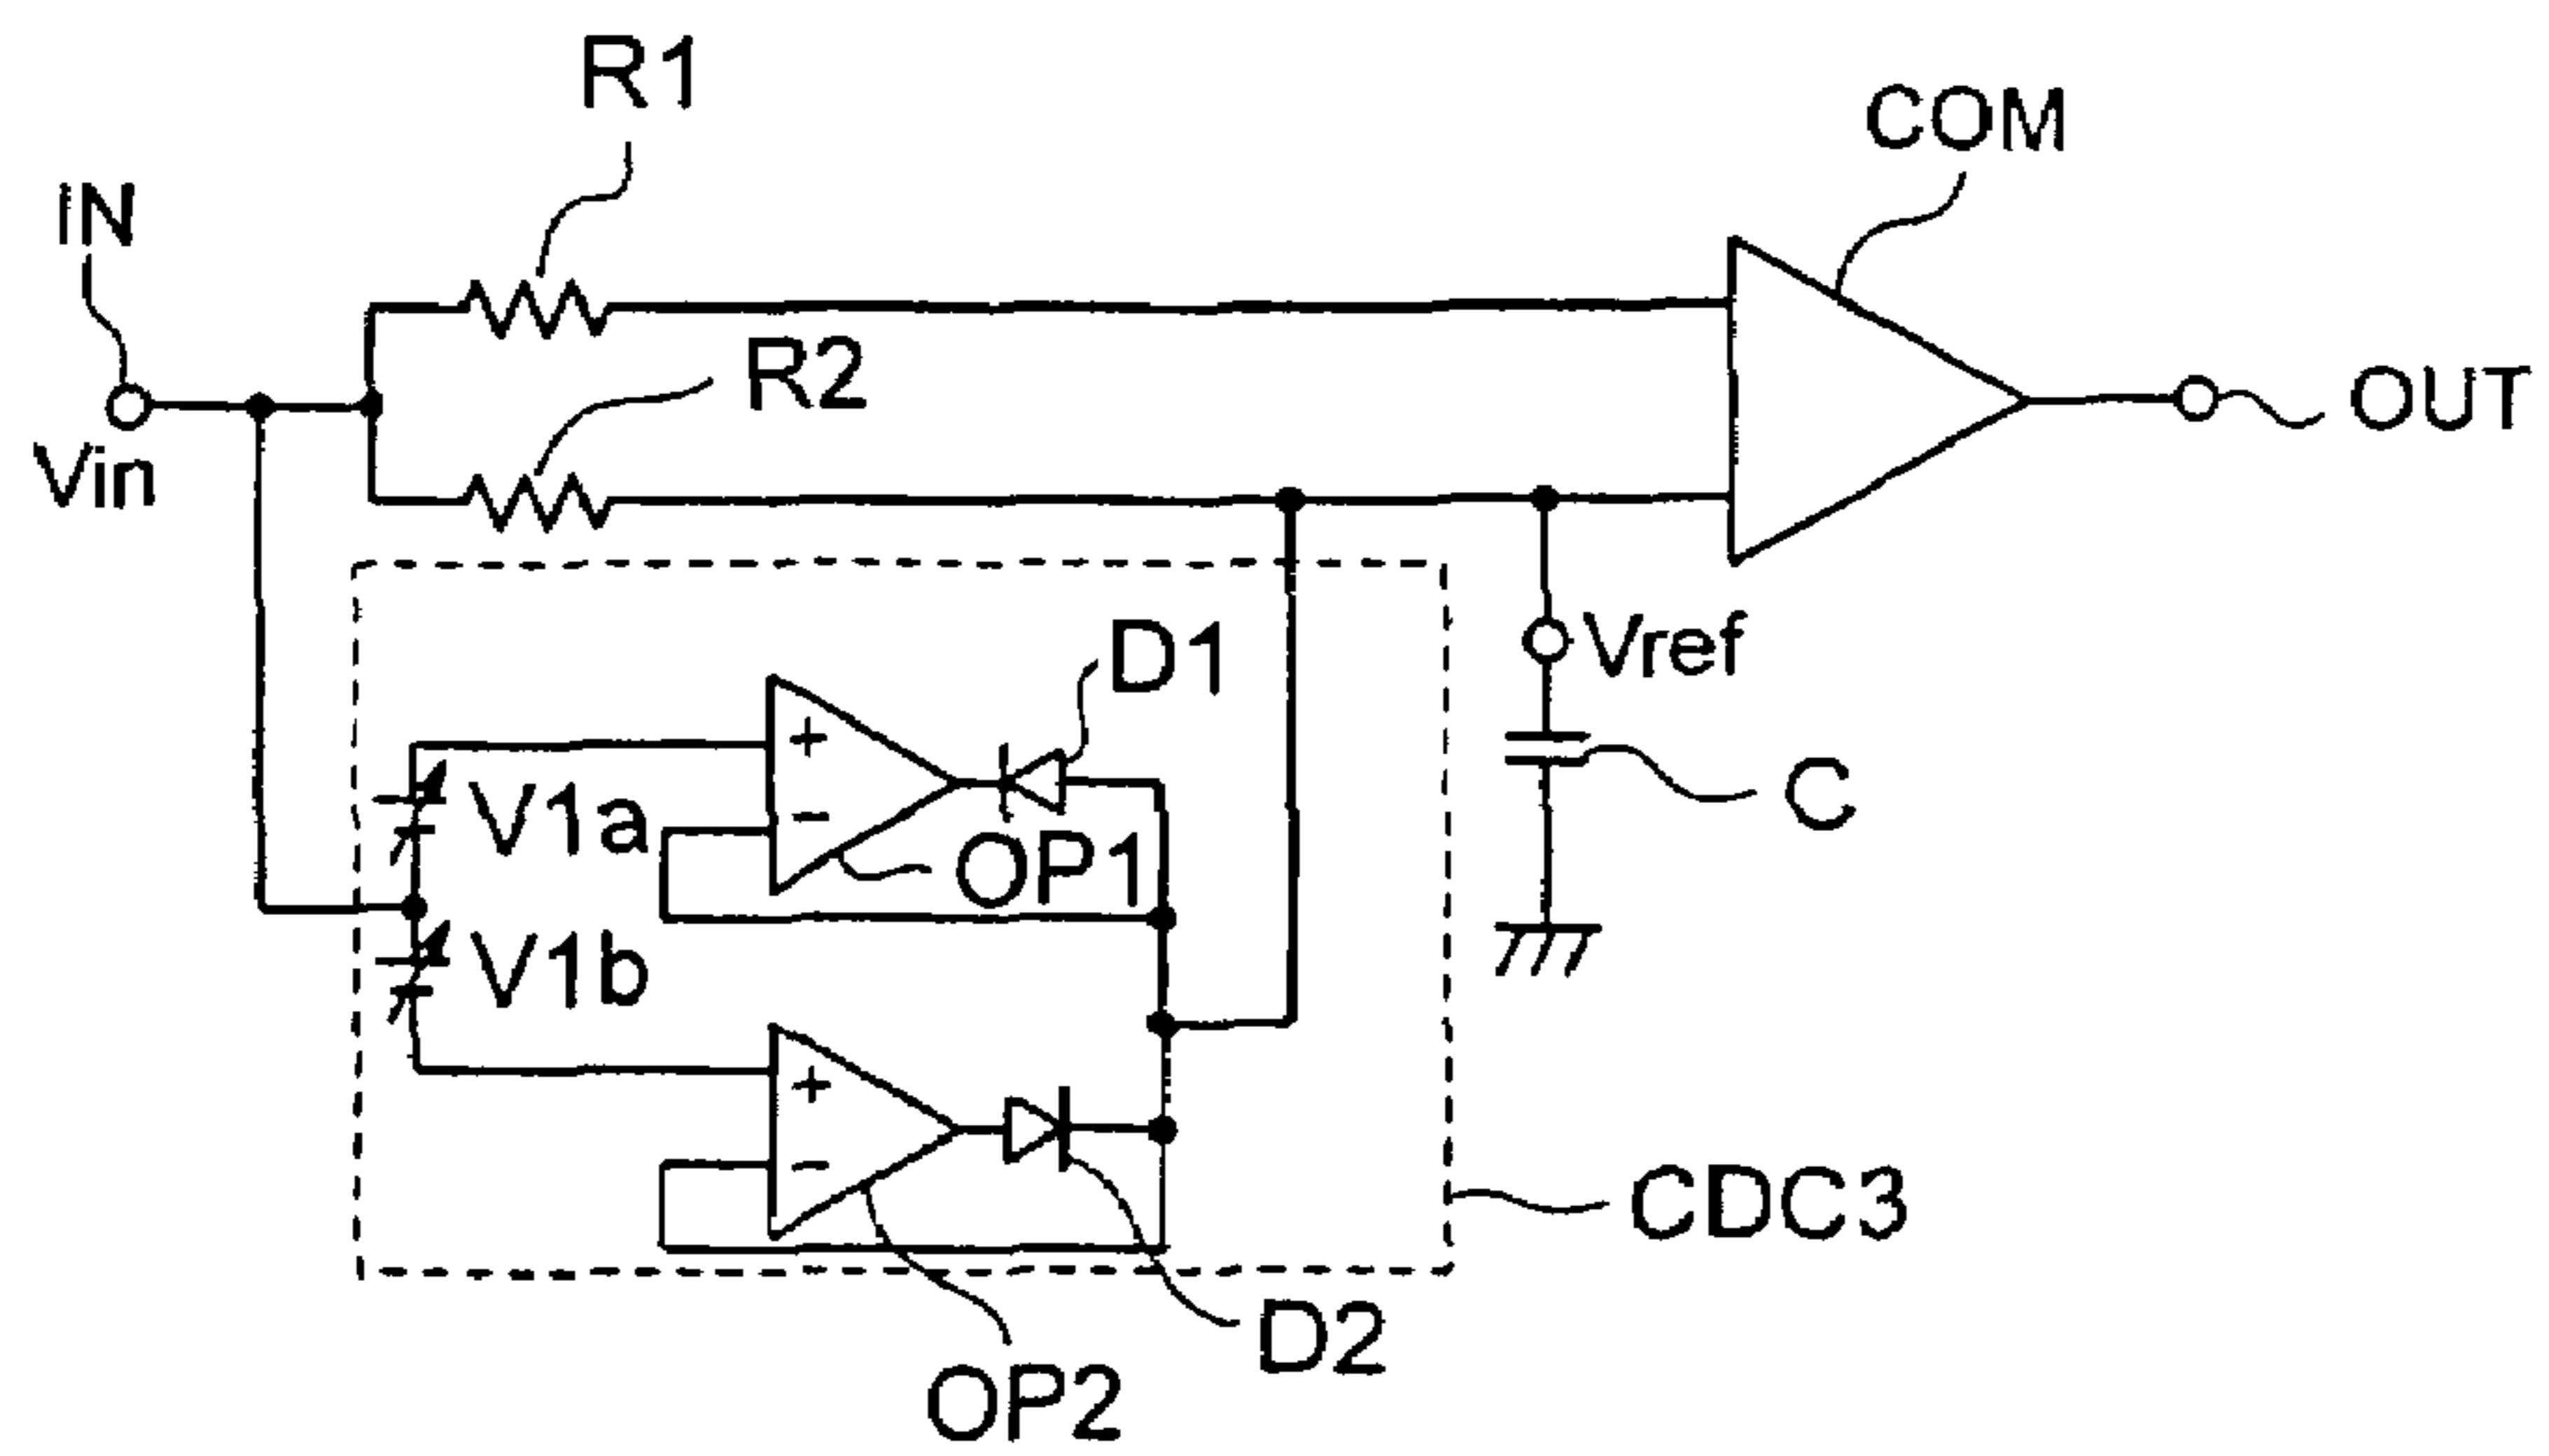 R1
COM
IN
R2
OUT
Vin
D1
Vref
+
V1a
C
−
OP1
V1b
+
−
CDC3
D2
OP2